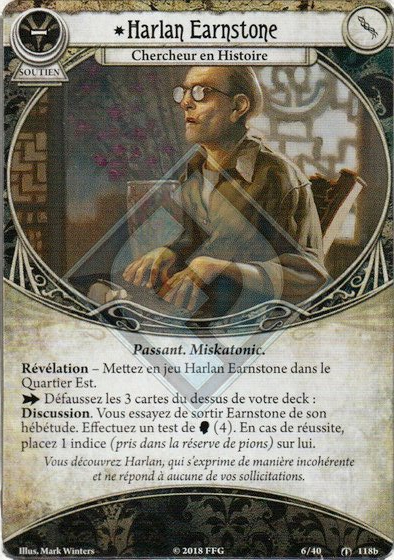 Harlan Earnstone
Chercheur en Histoire
SOUTIEN
Passant. Miskatonic.
Révélation – Mettez en jeu Harlan Earnstone dans le
Quartier Est.
Défaussez les 3 cartes du dessus de votre deck :
Discussion. Vous essayez de sortir Earnstone de son
hébétude. Effectuez un test de (4). En cas de réussite,
placez 1 indice (pris dans la réserve de pions) sur lui.
Vous découvrez Harlan, qui s'exprime de manière incohérente
et ne répond à aucune de vos sollicitations.
Illus. Mark Winters © 2018 FFG 6/40 118b